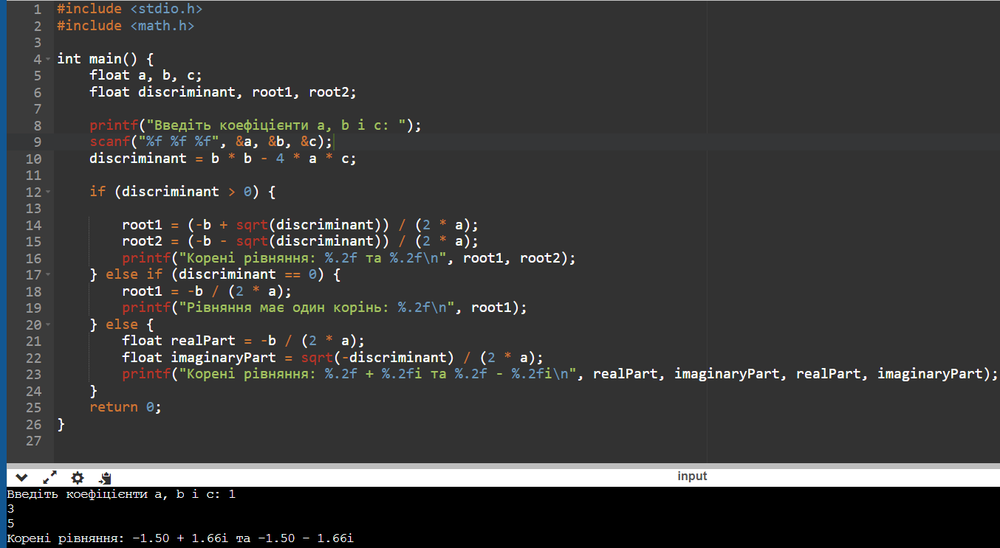 1 #include <stdio.h>
2 #include <math.h>
3
4 int main() {
5     float a, b, c;
6     float discriminant, root1, root2;
7
8     printf("Введіть коефіцієнти a, b і c: ");
9     scanf("%f %f %f", &a, &b, &c);
10     discriminant = b * b - 4 * a * c;
11
12     if (discriminant > 0) {
13
14         root1 = (-b + sqrt(discriminant)) / (2 * a);
15         root2 = (-b - sqrt(discriminant)) / (2 * a);
16         printf("Корені рівняння: %.2f та %.2f\n", root1, root2);
17     } else if (discriminant == 0) {
18         root1 = -b / (2 * a);
19         printf("Рівняння має один корінь: %.2f\n", root1);
20     } else {
21         float realPart = -b / (2 * a);
22         float imaginaryPart = sqrt(-discriminant) / (2 * a);
23         printf("Корені рівняння: %.2f + %.2fi та %.2f - %.2fi\n", realPart, imaginaryPart, realPart, imaginaryPart);
24     }
25     return 0;
26 }
27
input
Введіть коефіцієнти a, b і c: 1
3
5
Корені рівняння: -1.50 + 1.66i та -1.50 - 1.66i